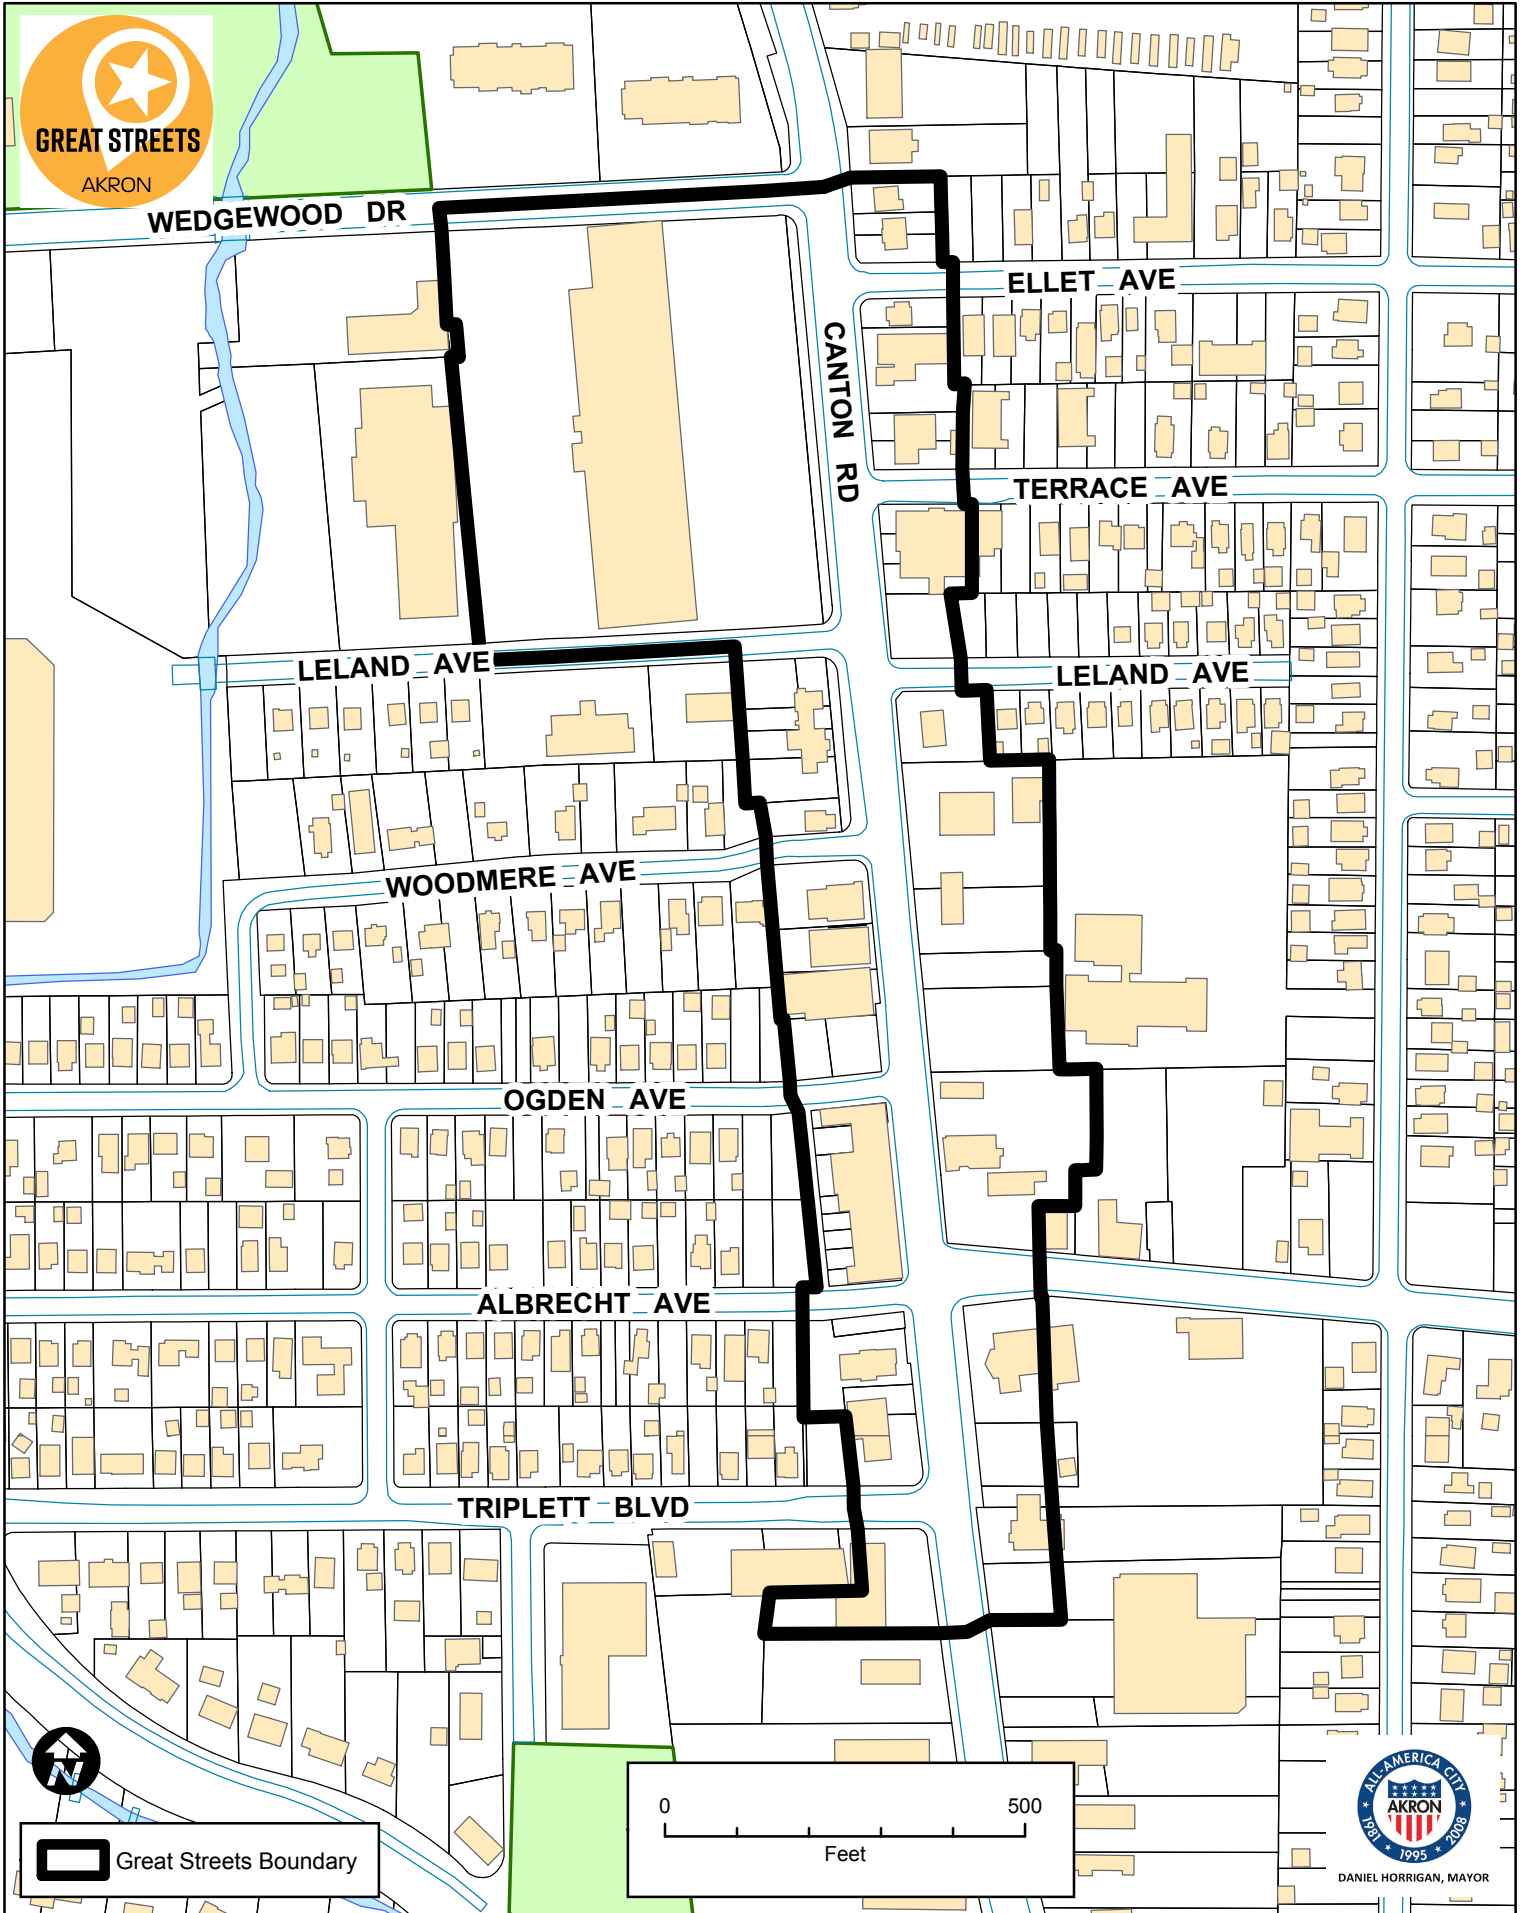 GREAT STREETS
AKRON
WEDGEWOOD DR
ELLET AVE
CANTON RD
TERRACE AVE
LELAND AVE
LELAND AVE
WOODMERE AVE
OGDEN AVE
ALBRECHT AVE
TRIPLETT BLVD
N
Great Streets Boundary
0 500
Feet
ALL-AMERICA CITY
AKRON
1981 ★ 1995 ★ 2008
DANIEL HORRIGAN, MAYOR